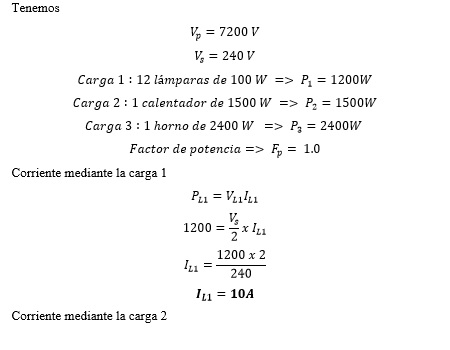 Tenemos
V_p = 7200 V
V_s = 240 V
Carga 1 : 12 lámparas de 100 W => P_1 = 1200W
Carga 2 : 1 calentador de 1500 W => P_2 = 1500W
Carga 3 : 1 horno de 2400 W => P_3 = 2400W
Factor de potencia => F_p = 1.0
Corriente mediante la carga 1
P_{L1} = V_{L1}I_{L1}
1200 = \frac{V_s}{2} x I_{L1}
I_{L1} = \frac{1200 x 2}{240}
I_{L1} = 10A
Corriente mediante la carga 2